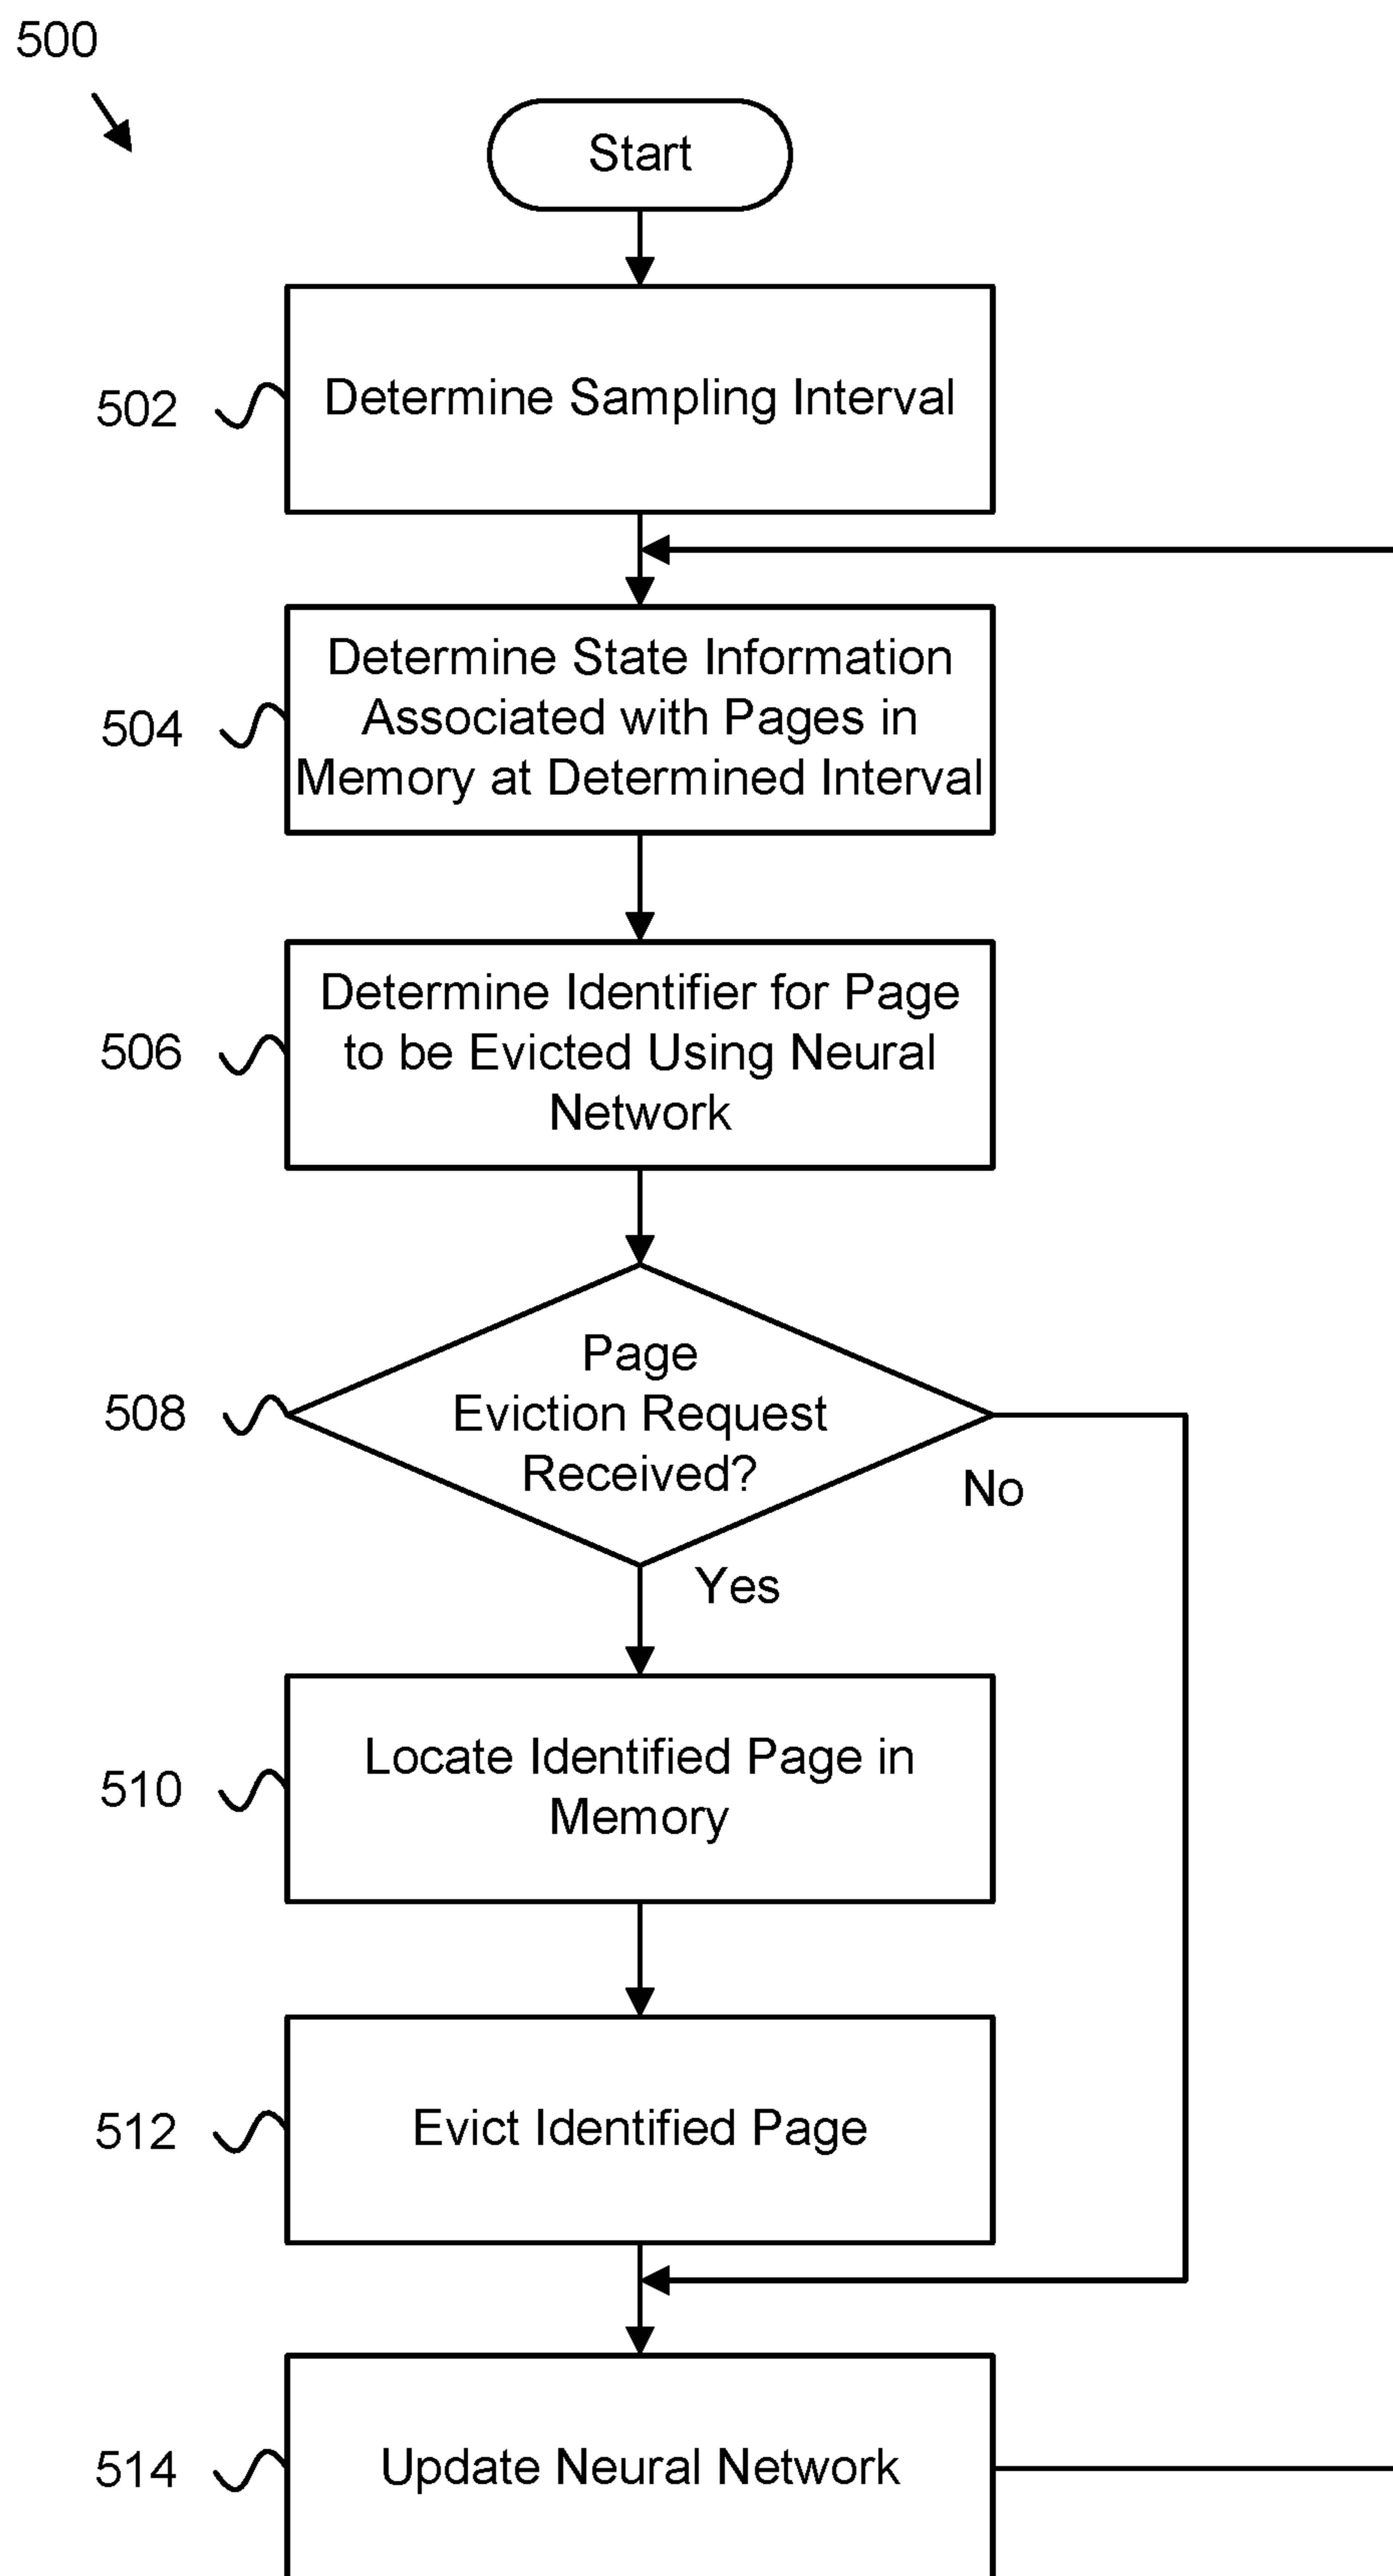 500
Start
502
Determine Sampling Interval
504
Determine State Information
Associated with Pages in
Memory at Determined Interval
506
Determine Identifier for Page
to be Evicted Using Neural
Network
508
Page
Eviction Request
Received?
No
Yes
510
Locate Identified Page in
Memory
512
Evict Identified Page
514
Update Neural Network